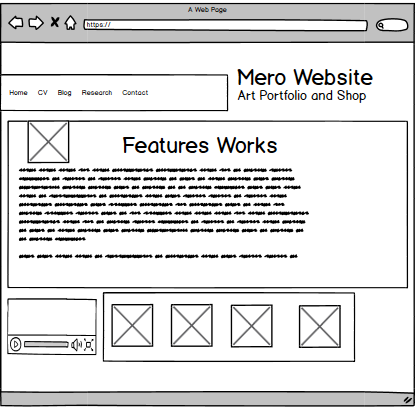 A Web Page
https://
Mero Website
Art Portfolio and Shop
Home CV Blog Research Contact
Features Works